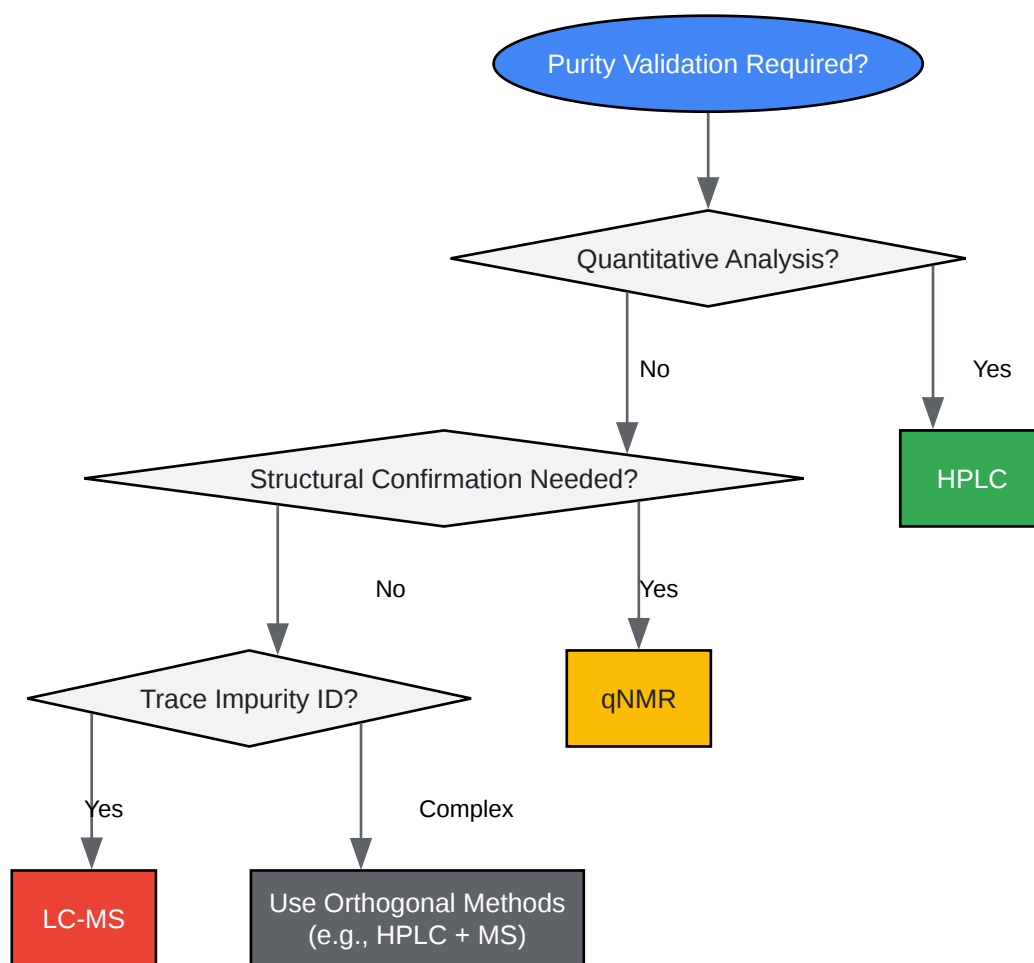 Purity Validation Required?
Quantitative Analysis?
No
Yes
Structural Confirmation Needed?
HPLC
No
Yes
Trace Impurity ID?
qNMR
Yes
Complex
LC-MS
Use Orthogonal Methods
(e.g., HPLC + MS)